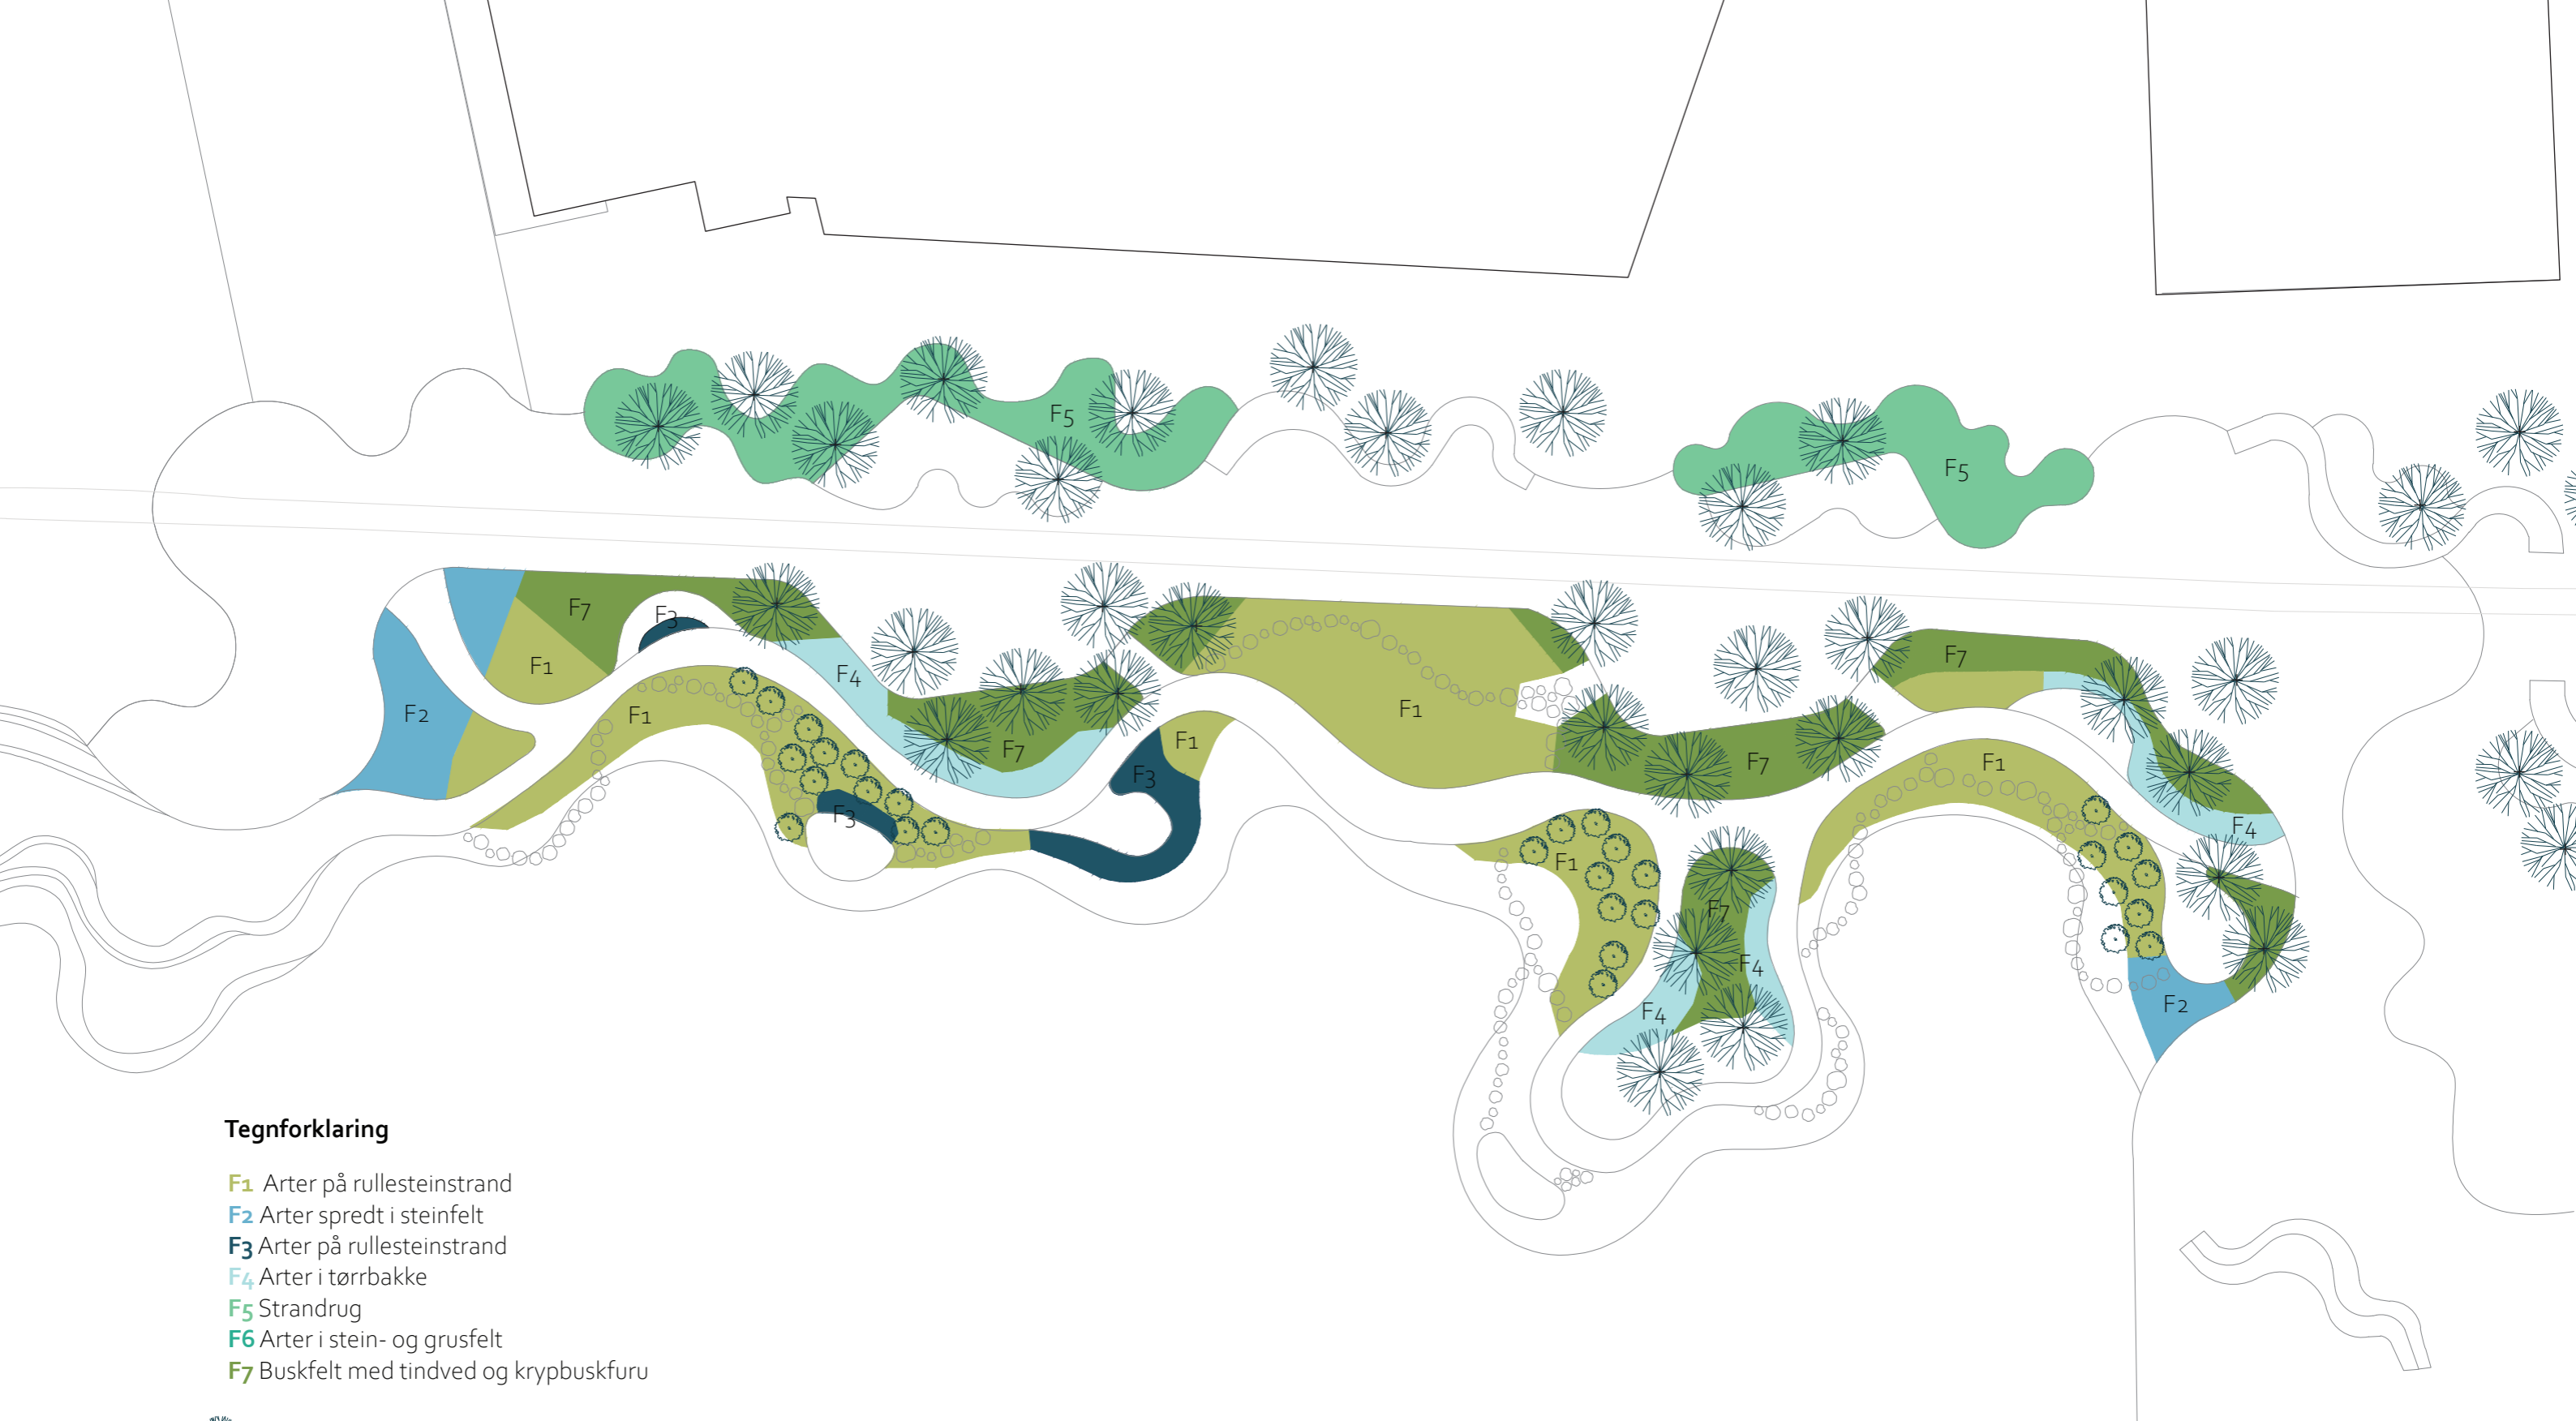 F5
F5
F7
F3
F1
F4
F7
F2
F1
F1
F7
F1
F3
F7
F1
F3
F1
F4
F7
F4
F4
F2
Tegnforklaring
F1 Arter på rullesteinstrand
F2 Arter spredt i steinfelt
F3 Arter på rullesteinstrand
F4 Arter i tørrbakke
F5 Strandrug
F6 Arter i stein- og grusfelt
F7 Buskfelt med tindved og krypbuskfuru